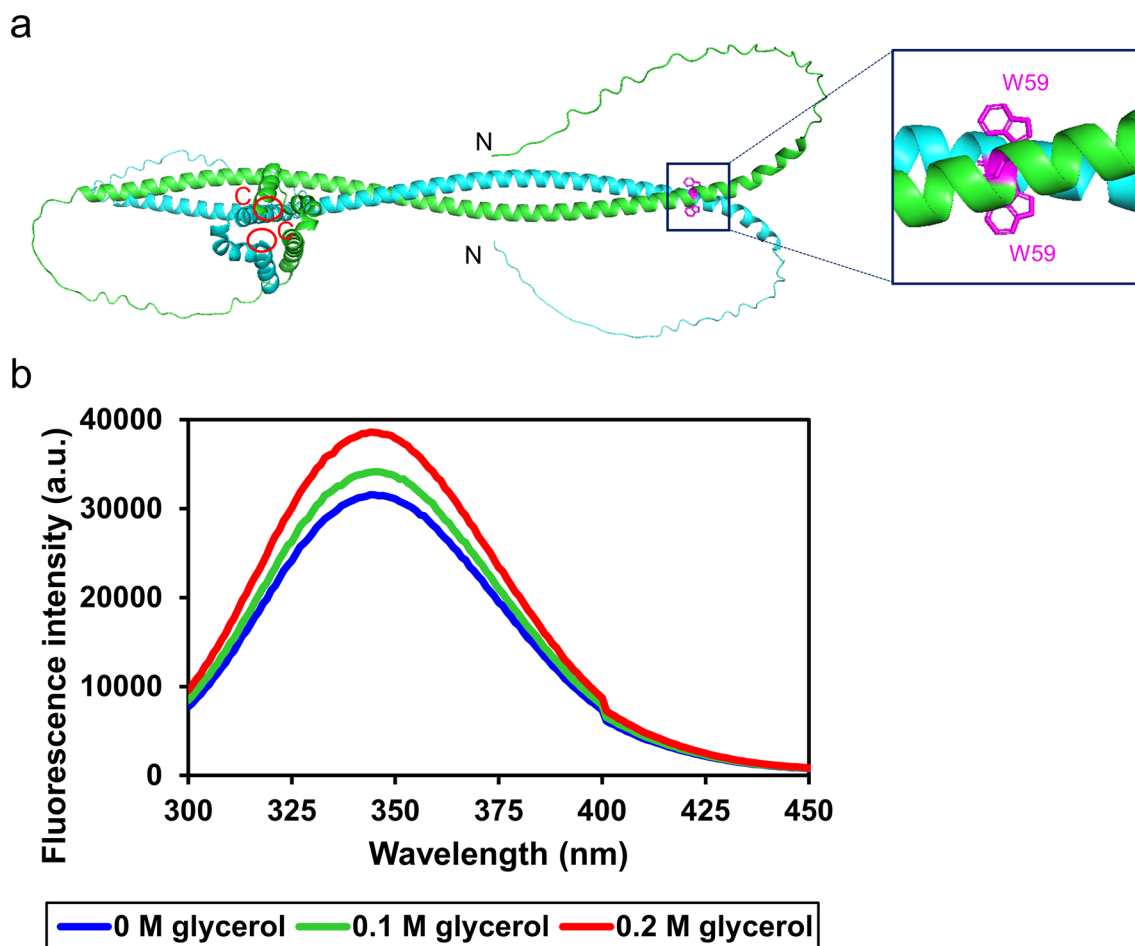 a
N
W59
C
C
N
W59
b
40000
30000
20000
10000
0
Fluorescence intensity (a.u.)
300 325 350 375 400 425 450
Wavelength (nm)
0 M glycerol 0.1 M glycerol 0.2 M glycerol